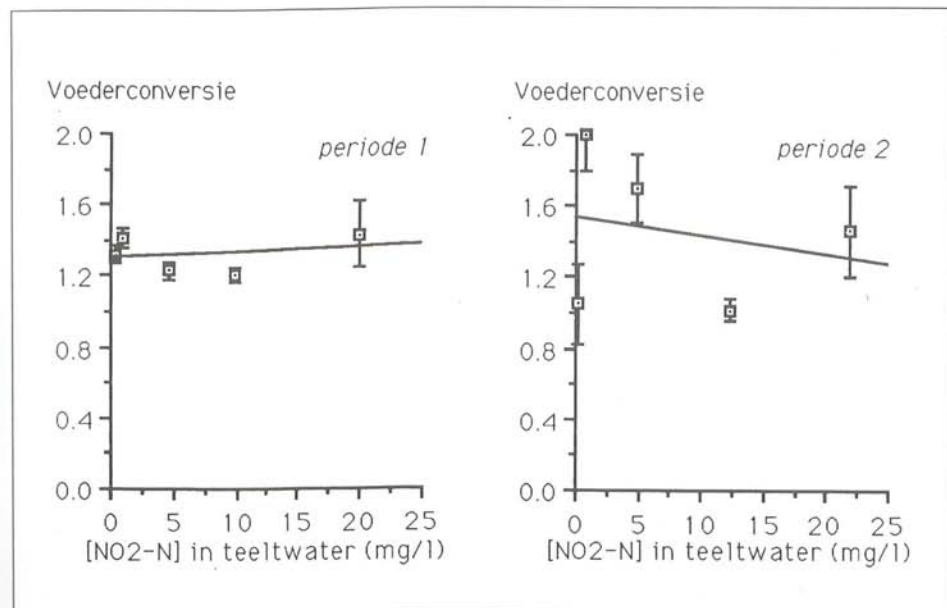 Voederconversie
periode 1
2.0
1.6
1.2
0.8
0.4
0.0
0 5 10 15 20 25
[NO2-N] in teeltwater (mg/l)
Voederconversie
periode 2
2.0
1.6
1.2
0.8
0.4
0.0
0 5 10 15 20 25
[NO2-N] in teeltwater (mg/l)